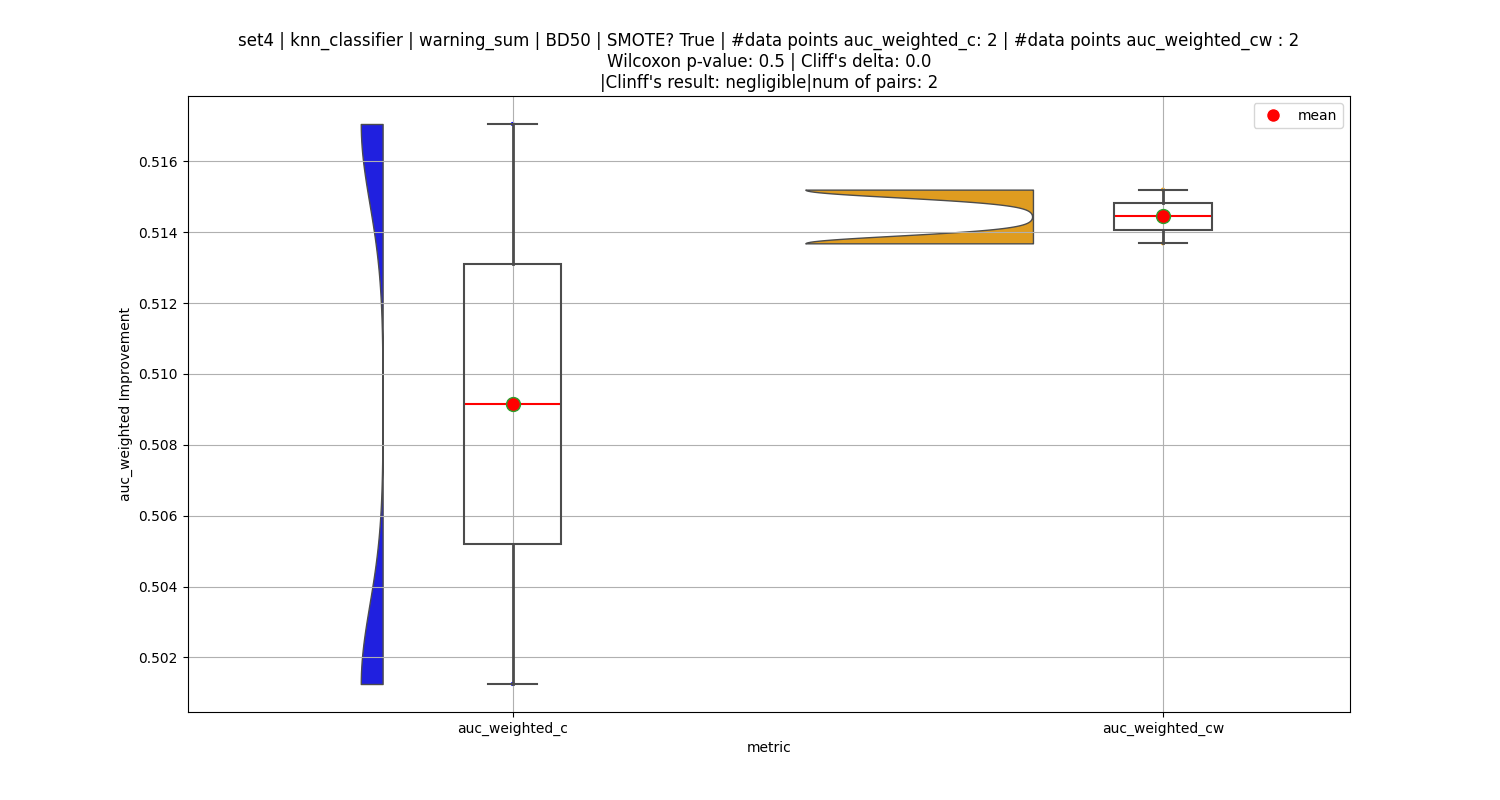 set4 | knn_classifier | warning_sum | BD50 | SMOTE? True | #data points auc_weighted_c: 2 | #data points auc_weighted_cw : 2
Wilcoxon p-value: 0.5 | Cliff's delta: 0.0
|Clinff's result: negligible|num of pairs: 2
mean
0.516
0.514
0.512
0.510
0.508
0.506
0.504
0.502
auc_weighted Improvement
auc_weighted_c
auc_weighted_cw
metric